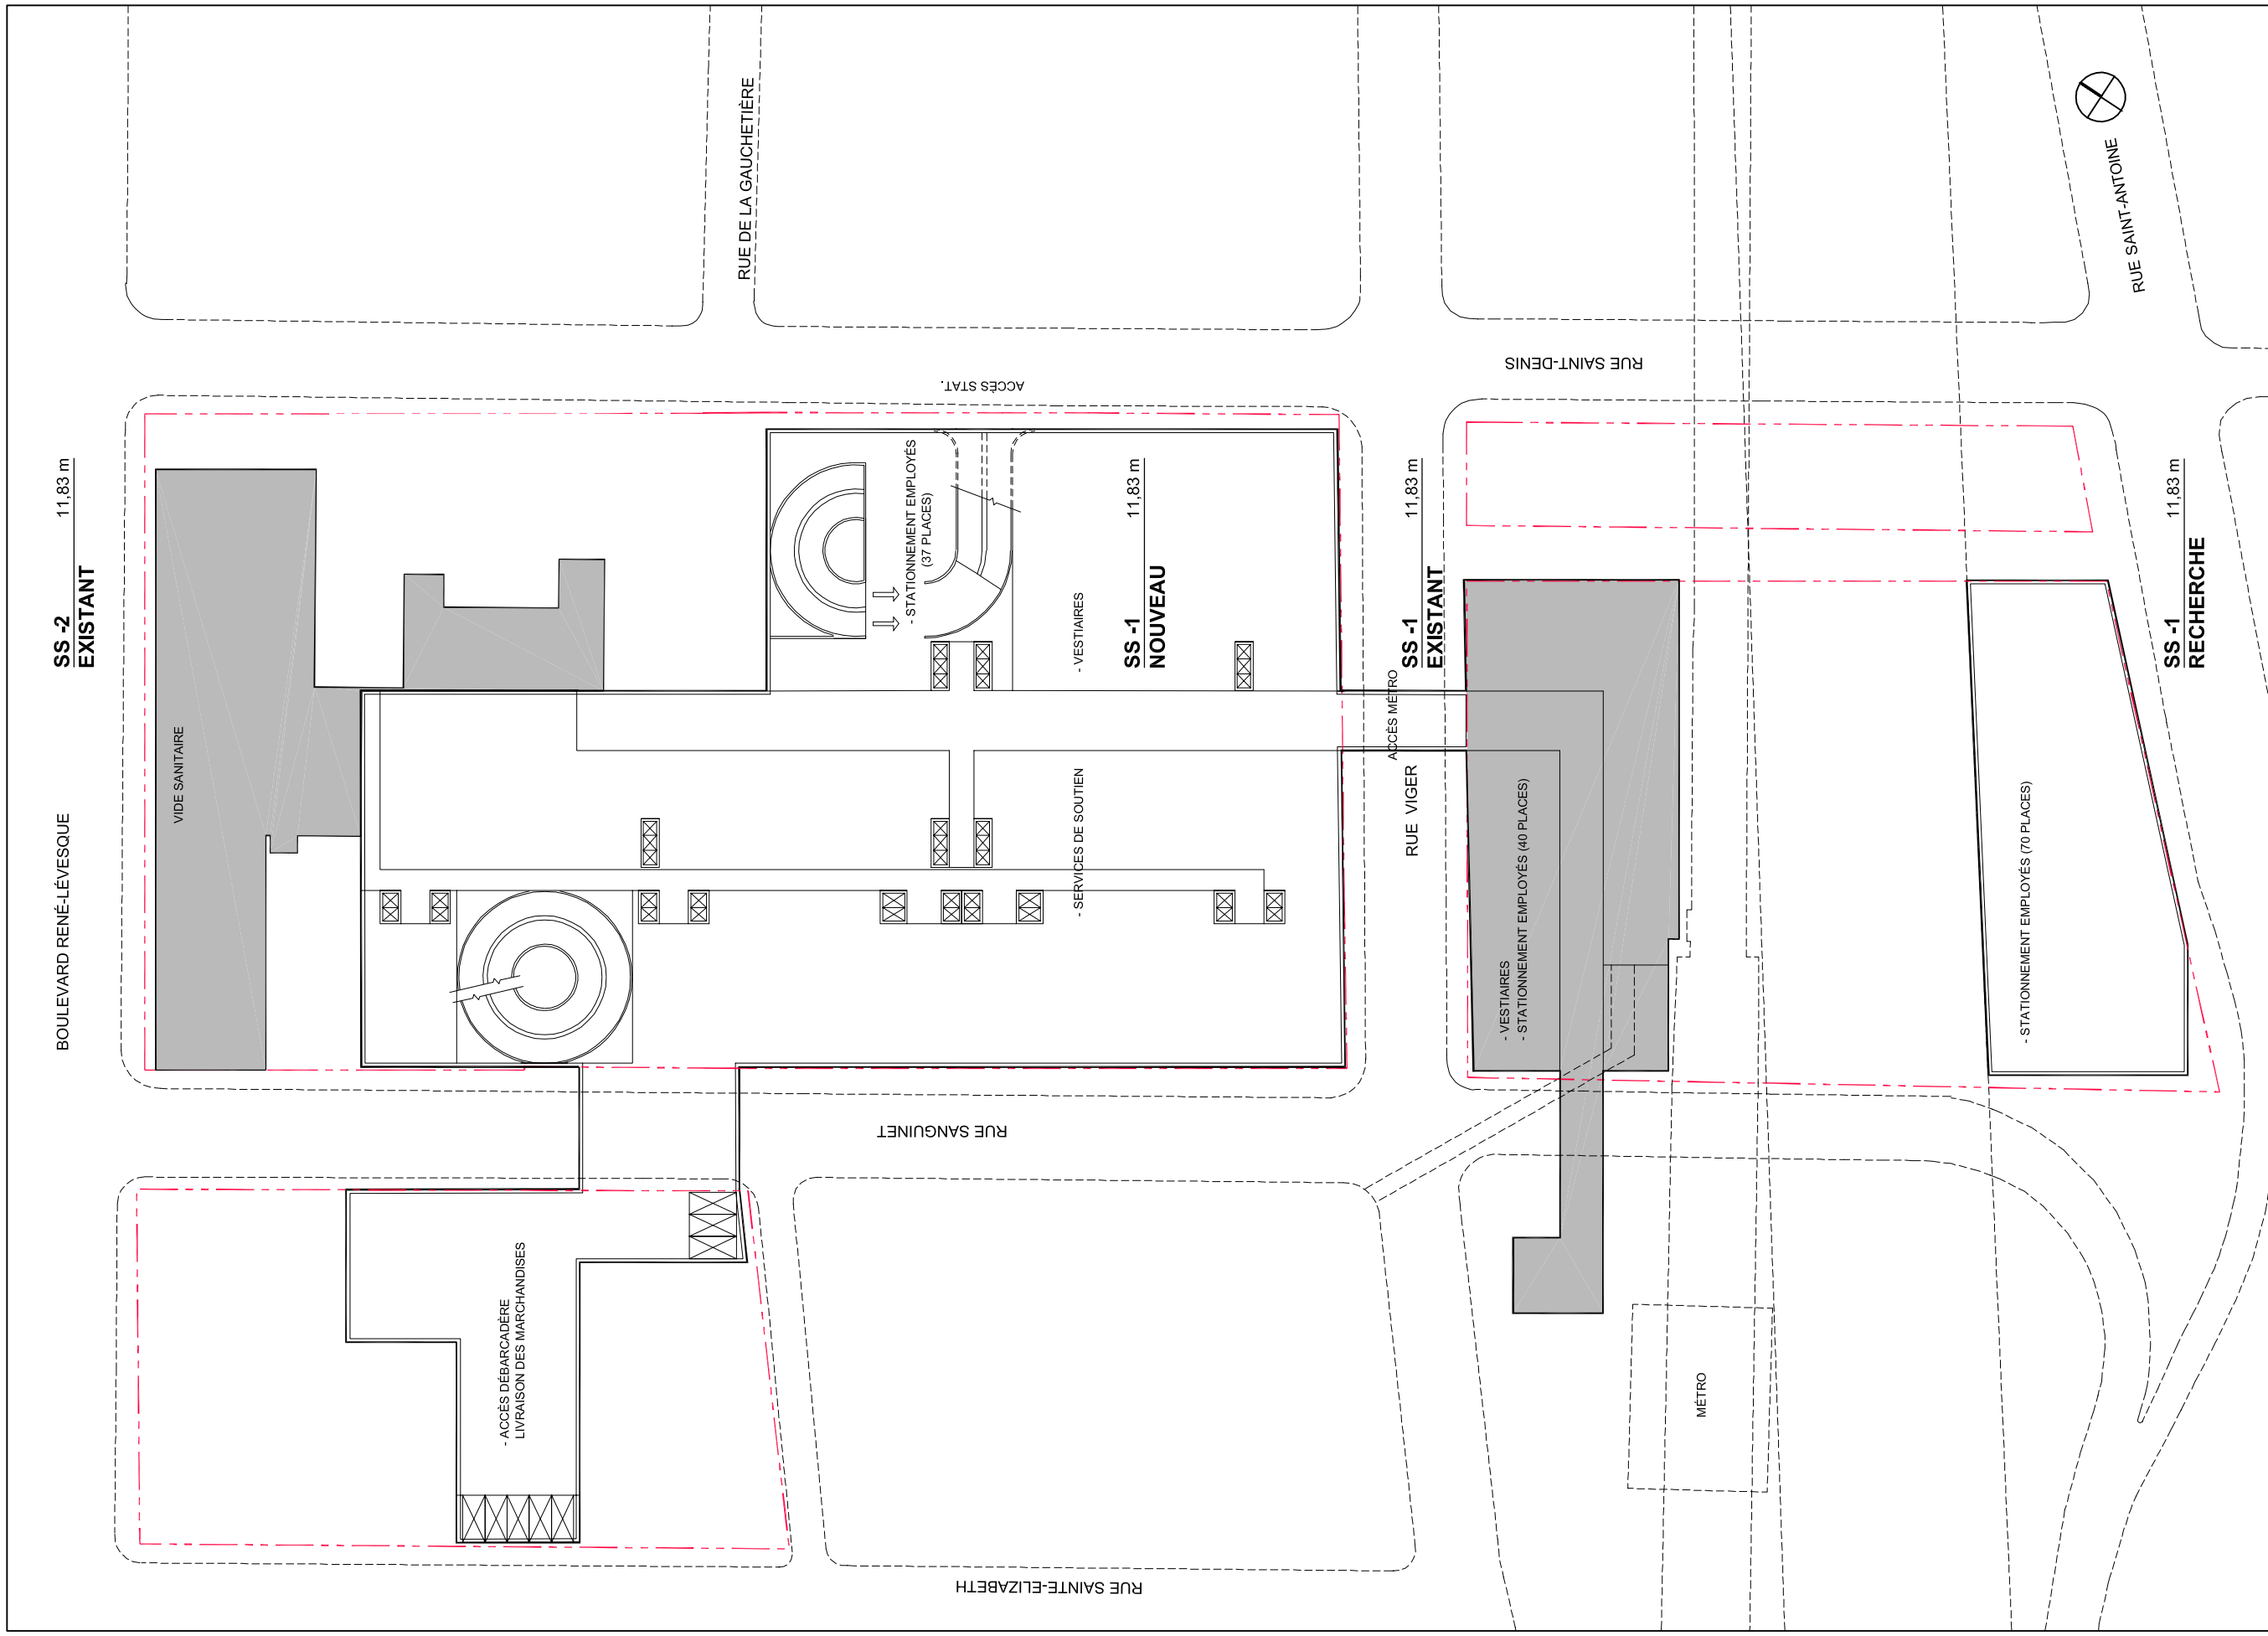 BOULEVARD RENÉ-LÉVESQUE
SS -2
11,83 m
EXISTANT
VIDE SANITAIRE
RUE DE LA GAUCHETIÈRE
ACCÈS STAT.
- STATIONNEMENT EMPLOYÉS
(37 PLACES)
- VESTIAIRES
SS -1
11,83 m
NOUVEAU
- SERVICES DE SOUTIEN
RUE SAINT-DENIS
RUE SANGUINET
- ACCÈS DÉBARCADÈRE
LIVRAISON DES MARCHANDISES
RUE SAINTE-ELIZABETH
ACCÈS MÉTRO
RUE VIGER
SS -1
11,83 m
EXISTANT
- VESTIAIRES
- STATIONNEMENT EMPLOYÉS (40 PLACES)
MÉTRO
- STATIONNEMENT EMPLOYÉS (70 PLACES)
SS -1
11,83 m
RECHERCHE
RUE SAINT-ANTOINE